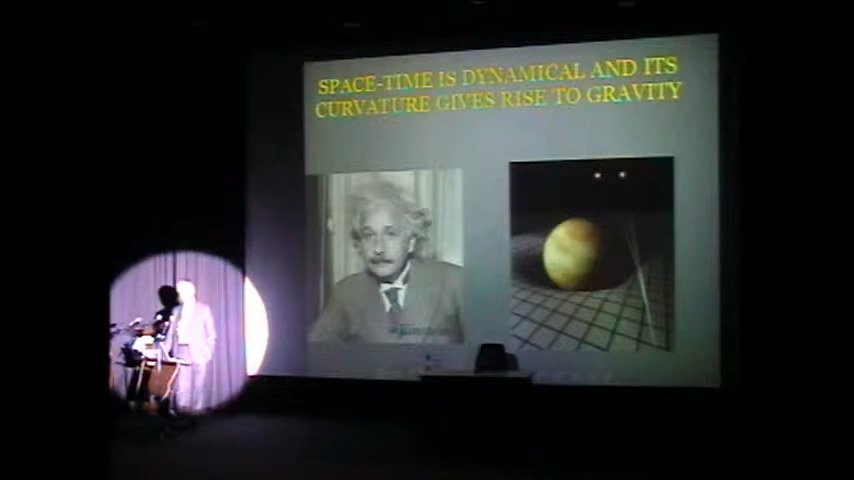 SPACE-TIME IS DYNAMICAL AND ITS
CURVATURE GIVES RISE TO GRAVITY